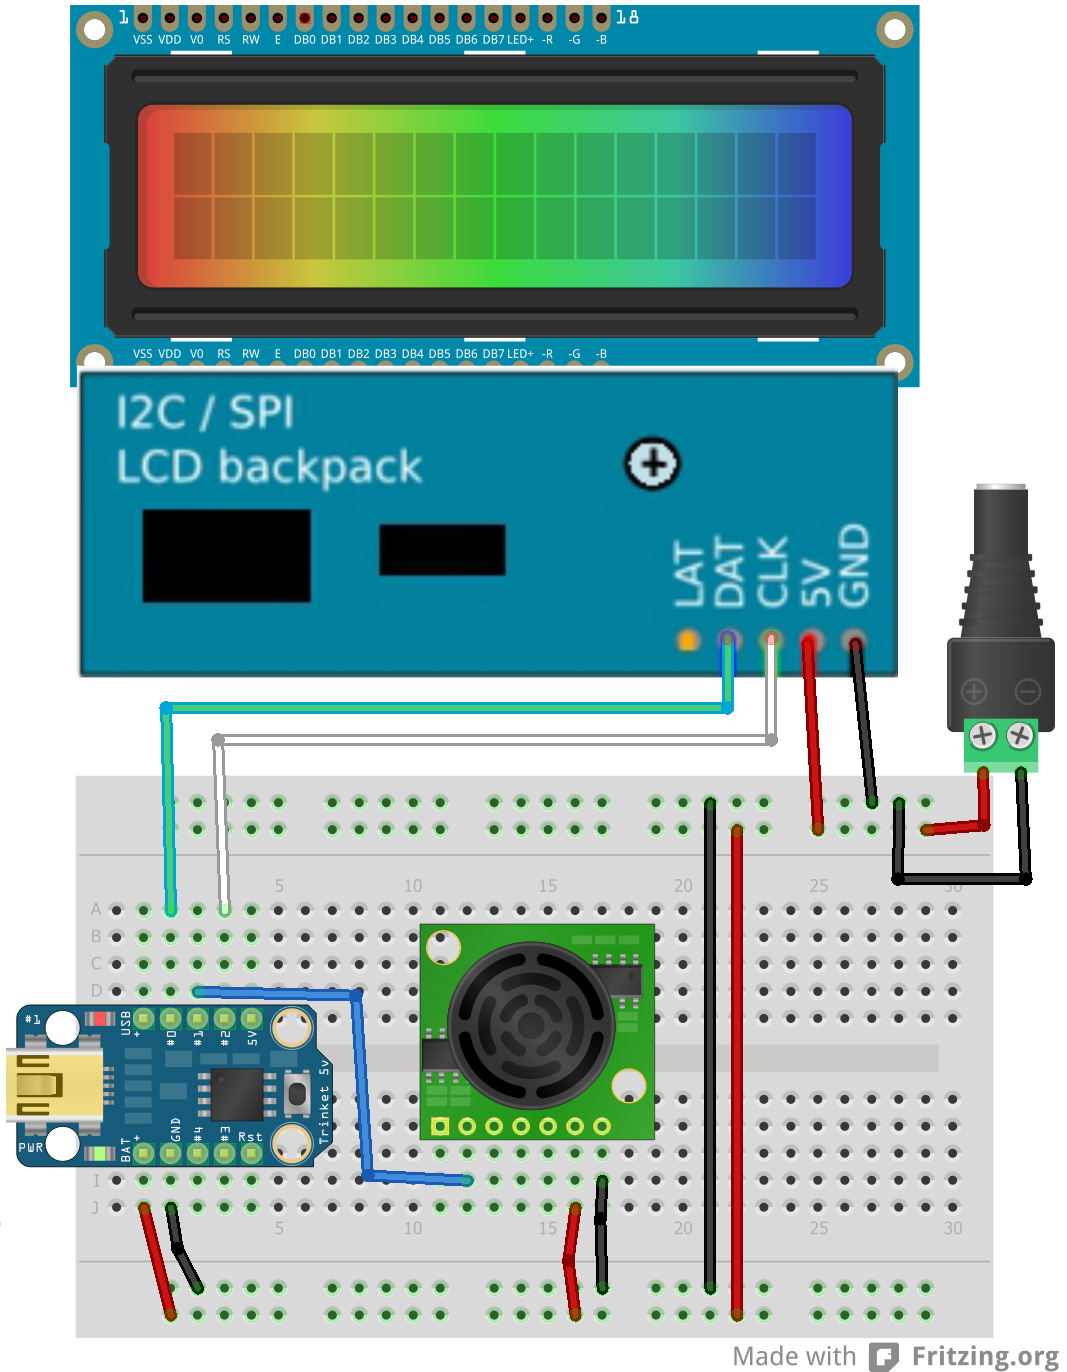 1 18
VSS VDD V0 RS RW E DB0 DB1 DB2 DB3 DB4 DB5 DB6 DB7 LED+ -R -G -B
VSS VDD V0 RS RW E DB0 DB1 DB2 DB3 DB4 DB5 DB6 DB7 LED+ -R -G -B
I2C / SPI
LCD backpack
LAT
DAT
CLK
5V
GND
5 10 15 20 25 30
A
B
C
D
#1
USB
+
#0
#1
#2
5V
Trinket 5v
PWR
BAT
+
GND
#4
#3
Rst
I
J
5 10 15 20 25 30
Made with Fritzing.org